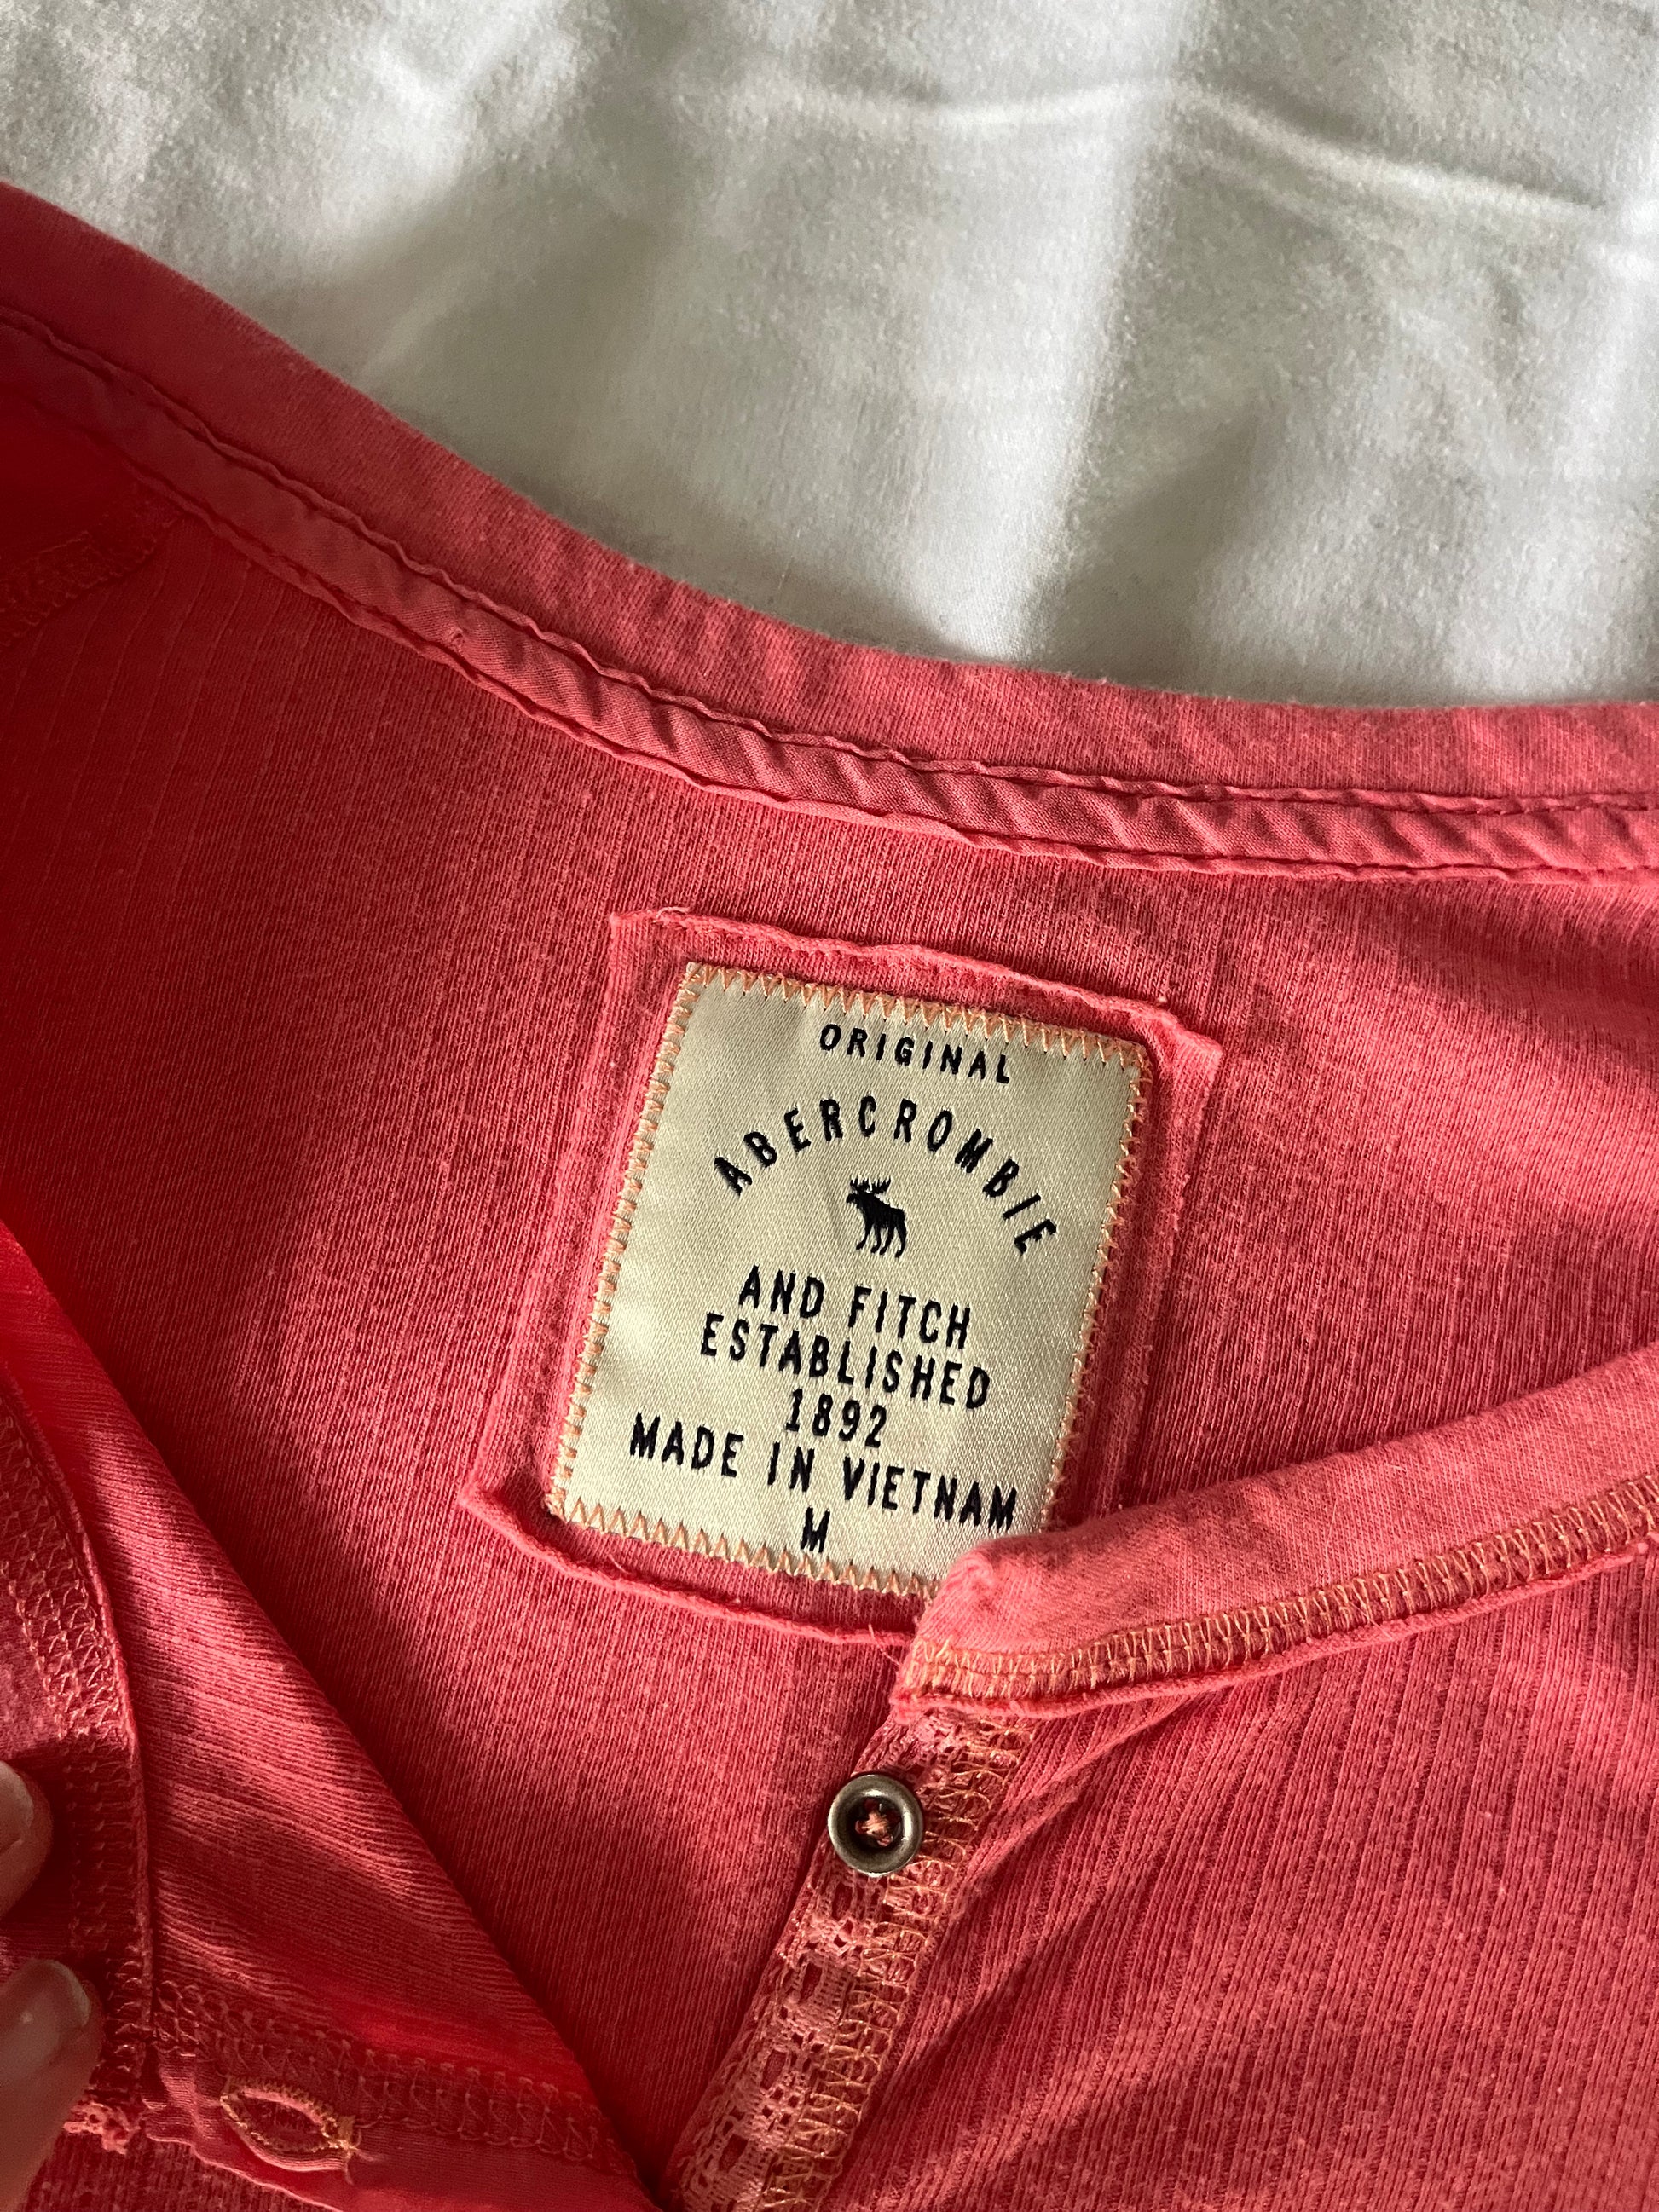 ORIGINAL
ABERCROMBIE
AND FITCH
ESTABLISHED
1892
MADE IN VIETNAM
M